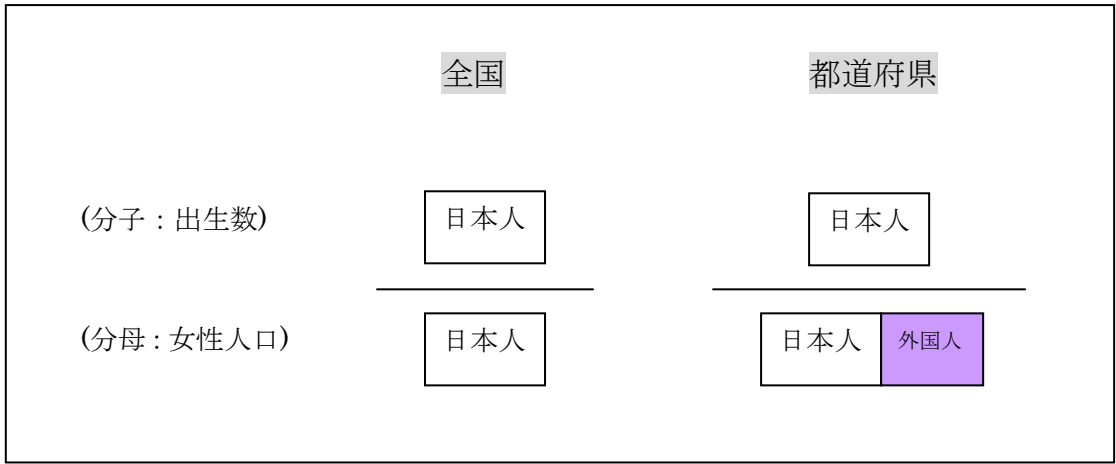 全国 都道府県
(分子：出生数) 日本人 日本人
(分母：女性人口) 日本人 日本人 外国人